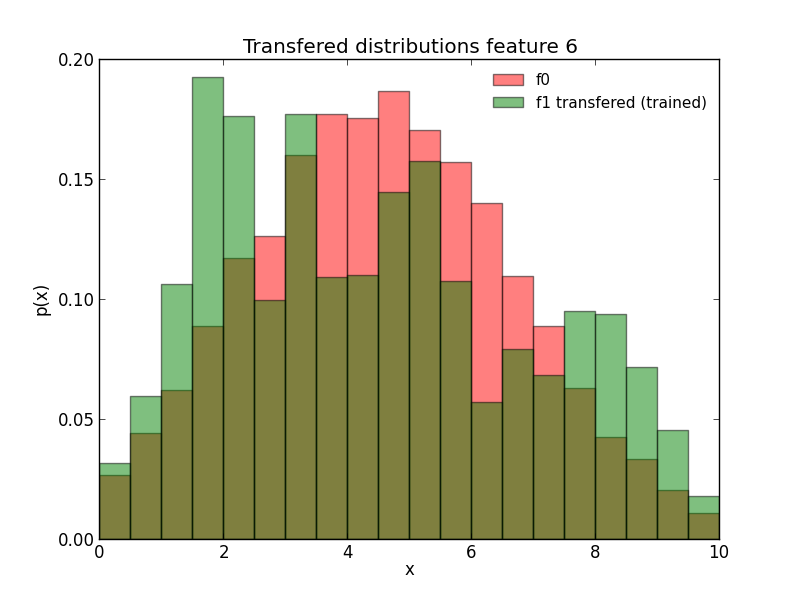 Transfered distributions feature 6
f0
f1 transfered (trained)
0.20
0.15
0.10
0.05
0.00
p(x)
0 2 4 6 8 10
x